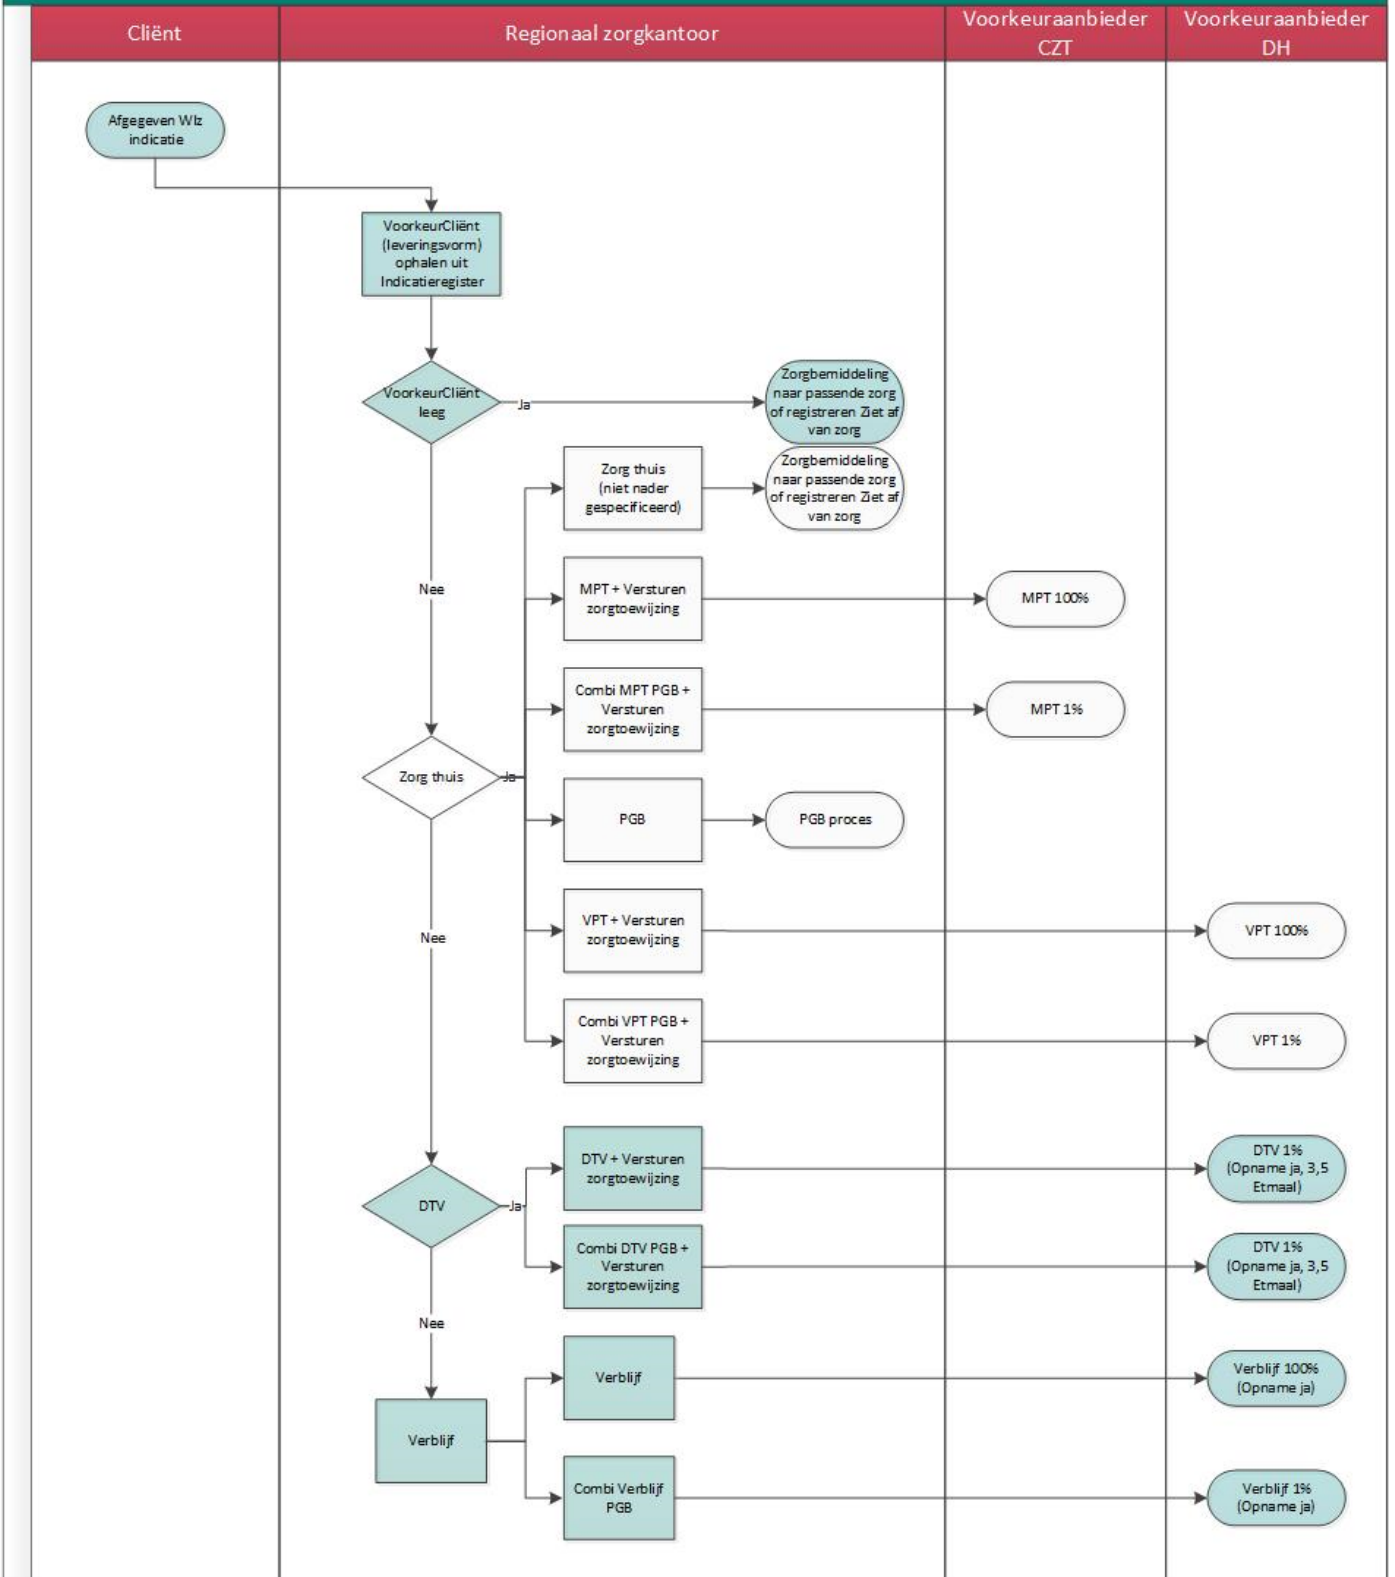 Cliënt
Regionaal zorgkantoor
Voorkeuraanbieder
CZT
Voorkeuraanbieder
DH
Afgegeven Wlz
indicatie
VoorkeurCliënt
(leveringsvorm)
ophalen uit
Indicatieregister
VoorkeurCliënt
leeg
Ja
Zorgbemiddeling
naar passende zorg
of registreren Ziet af
van zorg
Zorg thuis
(niet nader
gespecificeerd)
Zorgbemiddeling
naar passende zorg
of registreren Ziet af
van zorg
Nee
MPT + Versturen
zorgtoewijzing
MPT 100%
Combi MPT PGB +
Versturen
zorgtoewijzing
MPT 1%
Zorg thuis
Ja
PGB
PGB proces
VPT + Versturen
zorgtoewijzing
VPT 100%
Nee
Combi VPT PGB +
Versturen
zorgtoewijzing
VPT 1%
DTV + Versturen
zorgtoewijzing
DTV 1%
(Opname ja, 3,5
Etmaal)
DTV
Ja
Combi DTV PGB +
Versturen
zorgtoewijzing
DTV 1%
(Opname ja, 3,5
Etmaal)
Nee
Verblijf
Verblijf 100%
(Opname ja)
Verblijf
Combi Verblijf
PGB
Verblijf 1%
(Opname ja)